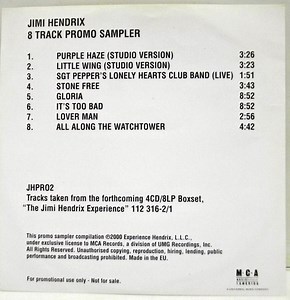 JIMI HENDRIX
8 TRACK PROMO SAMPLER
1. PURPLE HAZE (STUDIO VERSION) 3:26
2. LITTLE WING (STUDIO VERSION) 3:23
3. SGT PEPPER'S LONELY HEARTS CLUB BAND (LIVE) 1:51
4. STONE FREE 3:43
5. GLORIA 8:52
6. IT'S TOO BAD 8:52
7. LOVER MAN 2:56
8. ALL ALONG THE WATCHTOWER 4:42
JHPRO2
Tracks taken from the forthcoming 4CD/8LP Boxset,
"The Jimi Hendrix Experience" 112 316-2/1
This promo sampler compilation ©2000 Experience Hendrix, L.L.C.,
under exclusive license to MCA Records, a division of UMG Recordings, Inc.
All Rights Reserved. Unauthorised copying, reproduction, hiring, lending, public
performance and broadcasting prohibited. Made in the EU.
For promotional use only - Not for sale.
MCA